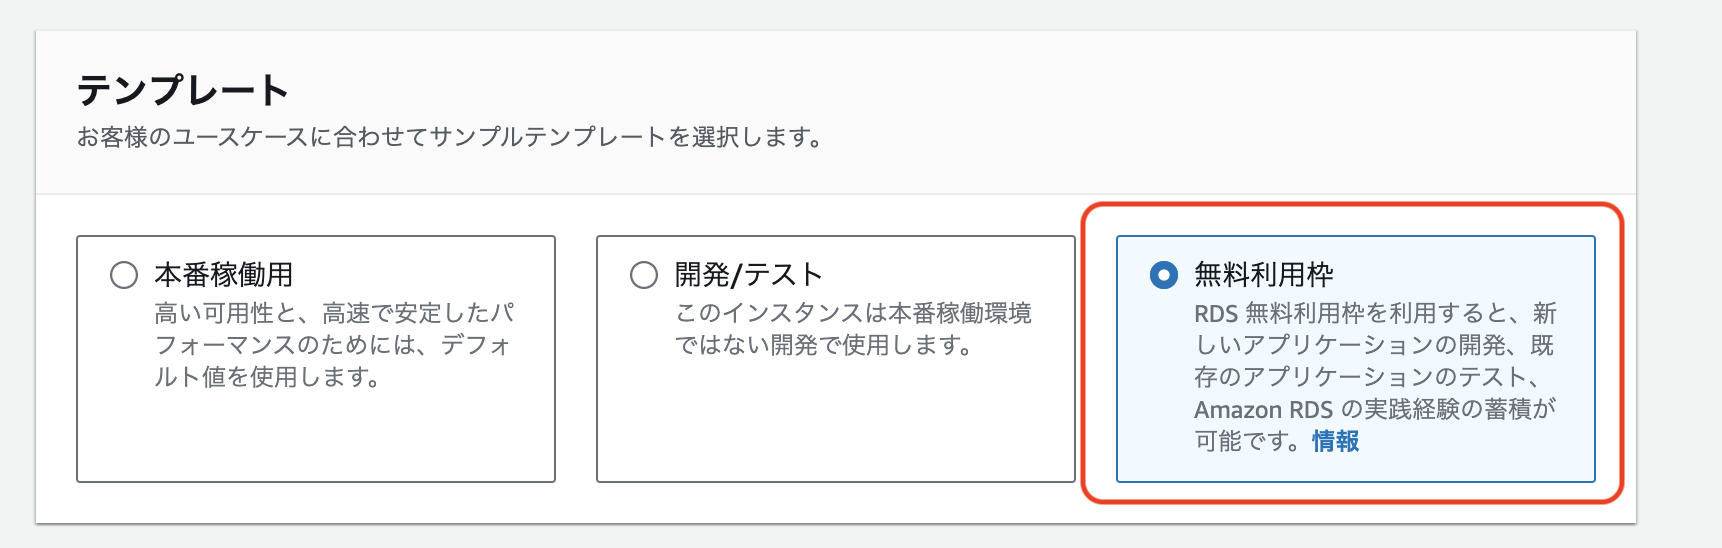 テンプレート
お客様のユースケースに合わせてサンプルテンプレートを選択します。
本番稼働用
高い可用性と、高速で安定したパ
フォーマンスのためには、デフォ
ルト値を使用します。
開発/テスト
このインスタンスは本番稼働環境
ではない開発で使用します。
無料利用枠
RDS 無料利用枠を利用すると、新
しいアプリケーションの開発、既
存のアプリケーションのテスト、
Amazon RDS の実践経験の蓄積が
可能です。情報